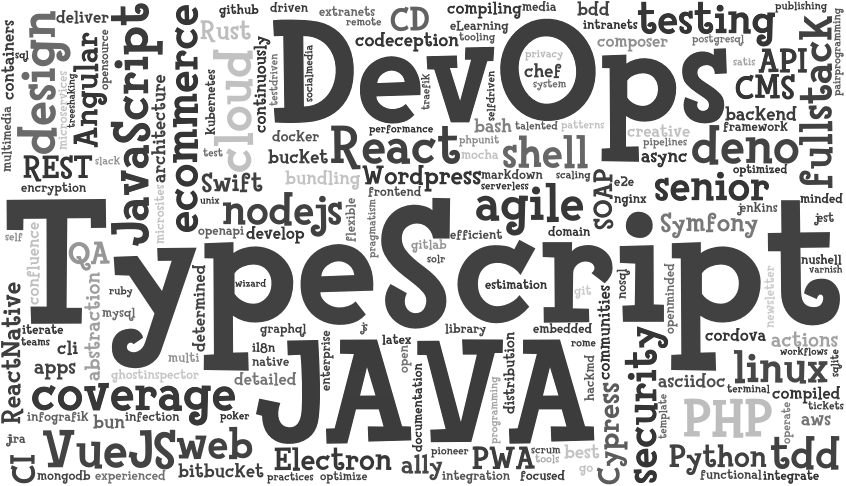 github
driven
extranets
remote
CD
compiling
media
bdd
testing
publishing
design
deliver
JavaScript
ecommerce
Rust
DevOps
eLearning
tooling
codeception
intranets
composer
postgresql
fullstack
pairprogramming
sql
containers
multimedia
Angular
opensource
treeshaking
microservices
cloud
continuously
testdriven
socialmedia
kubernetes
privacy
chef
system
satis
API
CMS
traefik
selfdriven
architecture
REST
slack
encryption
test
docker
bucket
performance
React
bash
talented
patterns
phpunit
mocha
shell
creative
pipelines
async
backend
framework
deno
optimized
Swift
bundling
Wordpress
markdown
scaling
serverless
frontend
SOAP
e2e
nginx
senior
minded
unix
microsites
nodejs
openapi
develop
flexible
pragmatism
agile
efficient
domain
Symfony
jenkins
jest
TypeScript
self
confluence
QA
gitlab
solr
wizard
estimation
git
nosql
openminded
newsletter
nushell
varnish
ruby
mysql
abstraction
determined
communities
ReactNative
iterate
teams
cli
apps
graphql
js
latex
library
embedded
rome
cordova
actions
workflows
sqlite
multi
ghostinspector
il8n
native
detailed
enterprise
open
documentation
programming
distribution
hackmd
Cypress
security
asciidoc
linux
terminal
compiled
tickets
coverage
JAVA
infografik
bun
infection
poker
template
PHP
operate
aws
jra
CI
VueJS
web
mongodb
experienced
bitbucket
Electron
practices
optimize
ally
pioneer
integration
PWA
scrum
tools
focused
best
go
Python
tdd
functional
integrate